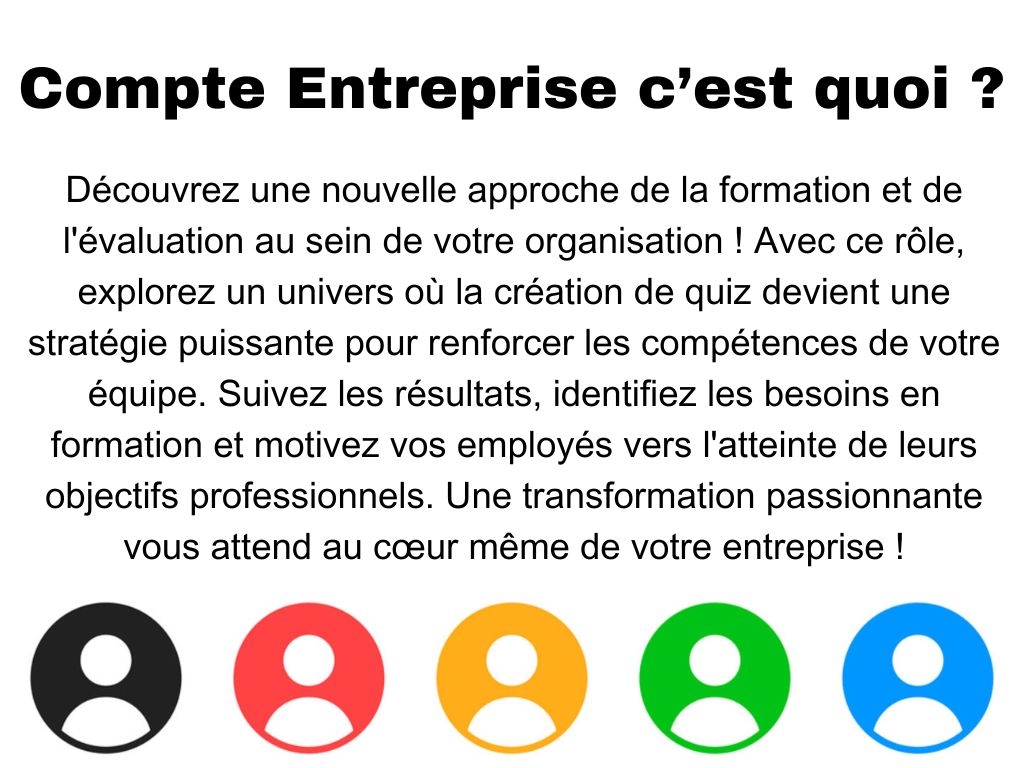 Compte Entreprise c’est quoi ?
Découvrez une nouvelle approche de la formation et de
l'évaluation au sein de votre organisation ! Avec ce rôle,
explorez un univers où la création de quiz devient une
stratégie puissante pour renforcer les compétences de votre
équipe. Suivez les résultats, identifiez les besoins en
formation et motivez vos employés vers l'atteinte de leurs
objectifs professionnels. Une transformation passionnante
vous attend au cœur même de votre entreprise !